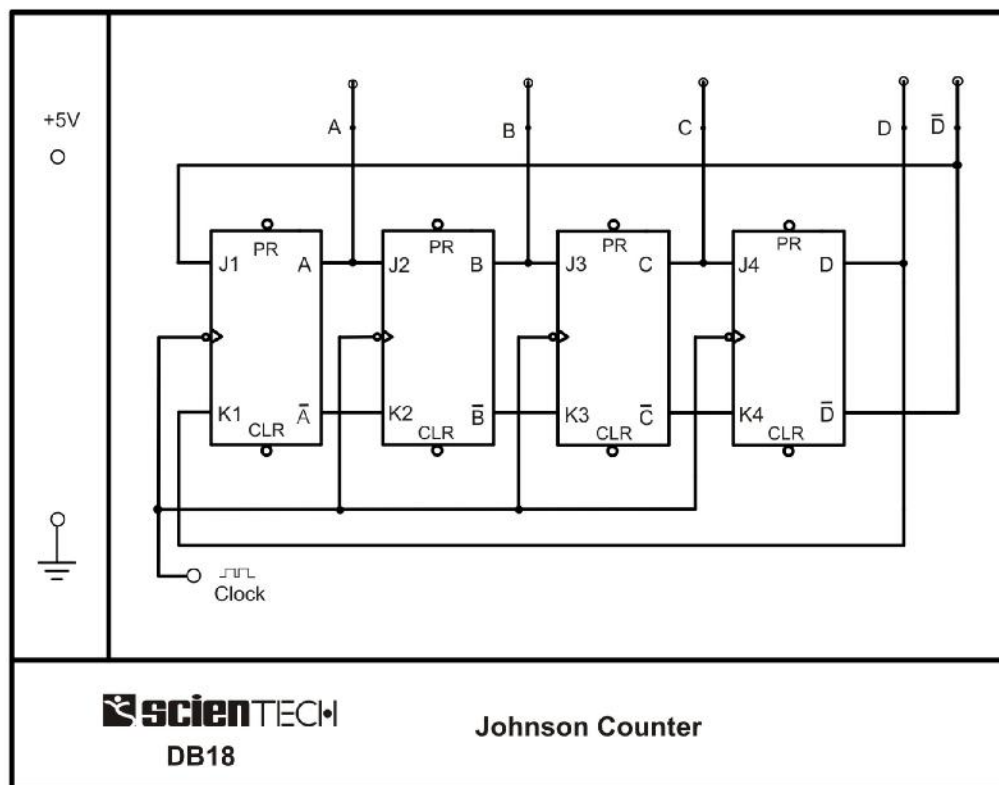 +5V
A
B
C
D
D̅
PR
PR
PR
PR
J1
A
J2
B
J3
C
J4
D
K1
A̅
K2
B̅
K3
C̅
K4
D̅
CLR
CLR
CLR
CLR
Clock
SCIENTECH
DB18
Johnson Counter